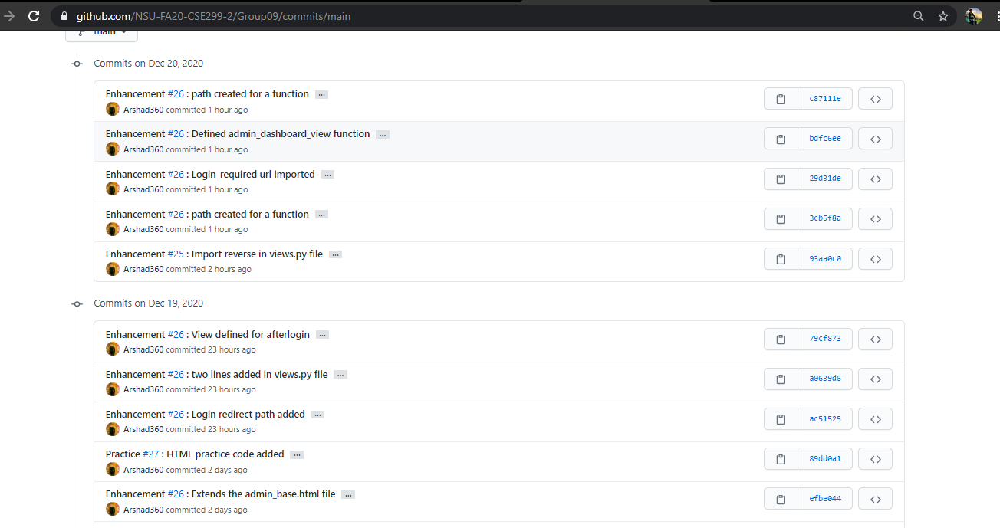 github.com/NSU-FA20-CSE299-2/Group09/commits/main
main
Commits on Dec 20, 2020
Enhancement #26 : path created for a function ...
Arshad360 committed 1 hour ago
c87111e
Enhancement #26 : Defined admin_dashboard_view function ...
Arshad360 committed 1 hour ago
bdfc6ee
Enhancement #26 : Login_required url imported ...
Arshad360 committed 1 hour ago
29d31de
Enhancement #26 : path created for a function ...
Arshad360 committed 1 hour ago
3cb5f8a
Enhancement #25 : Import reverse in views.py file ...
Arshad360 committed 2 hours ago
93aa0c0
Commits on Dec 19, 2020
Enhancement #26 : View defined for afterlogin ...
Arshad360 committed 23 hours ago
79cf873
Enhancement #26 : two lines added in views.py file ...
Arshad360 committed 23 hours ago
a0639d6
Enhancement #26 : Login redirect path added ...
Arshad360 committed 23 hours ago
ac51525
Practice #27 : HTML practice code added ...
Arshad360 committed 2 days ago
89dd0a1
Enhancement #26 : Extends the admin_base.html file ...
Arshad360 committed 2 days ago
efbe044